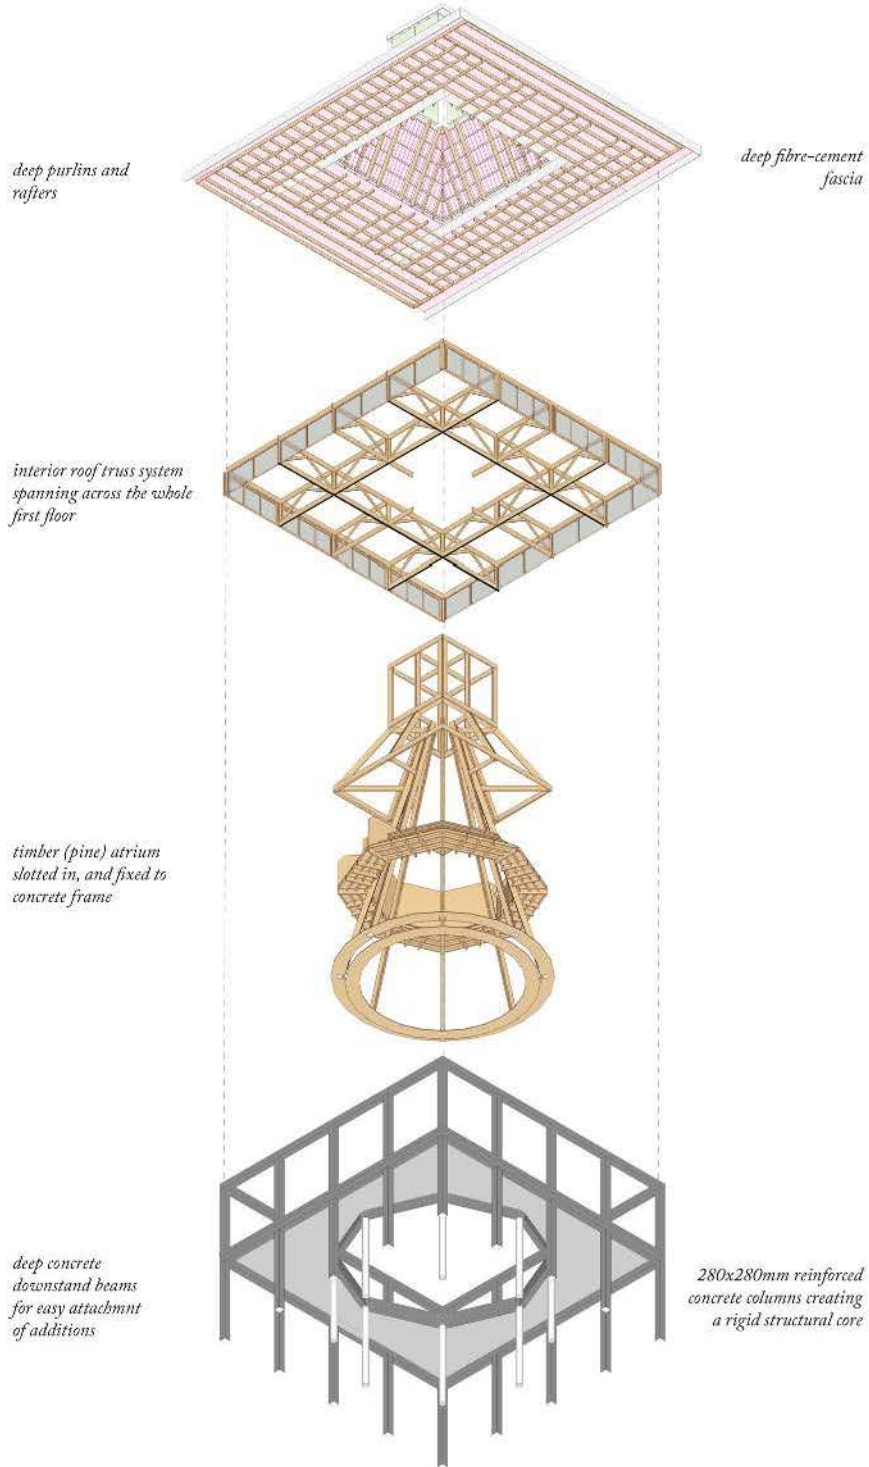 deep purlins and
rafters
deep fibre-cement
fascia
interior roof truss system
spanning across the whole
first floor
timber (pine) atrium
slotted in, and fixed to
concrete frame
deep concrete
downstand beams
for easy attachmnt
of additions
280x280mm reinforced
concrete columns creating
a rigid structural core